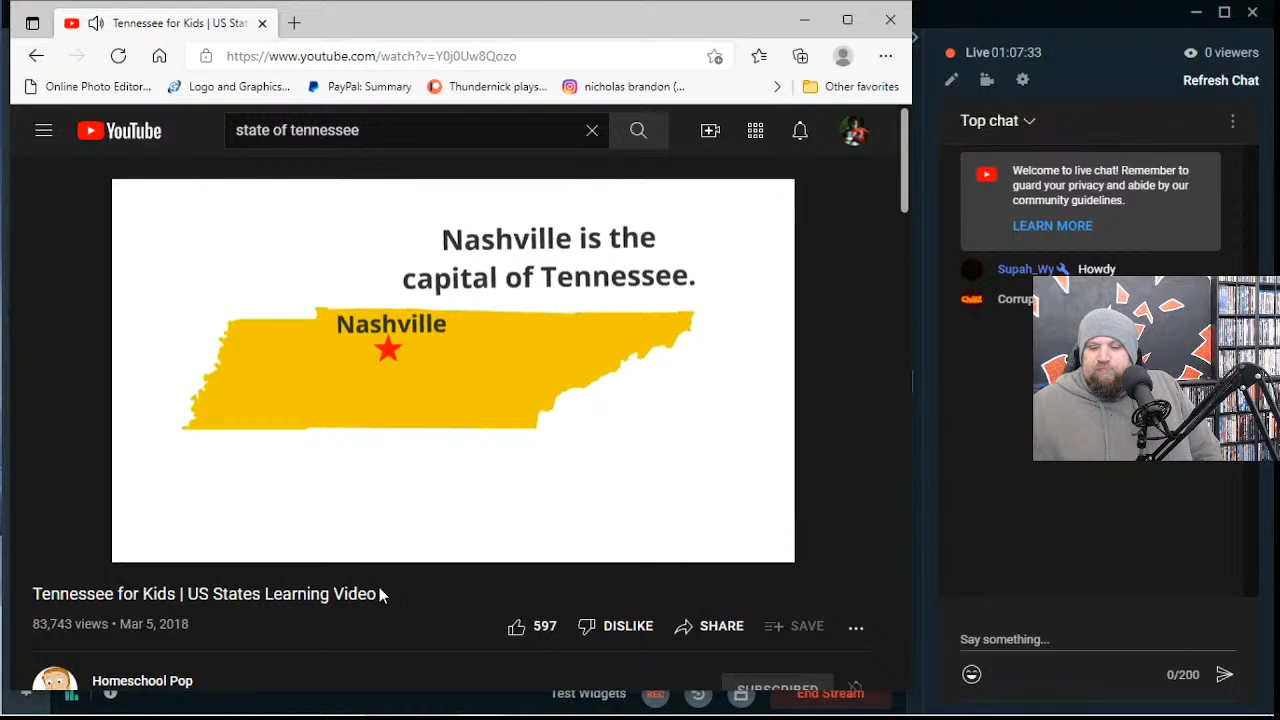 Tennessee for Kids | US Stat
https://www.youtube.com/watch?v=Y0j0Uw8Qozo
Online Photo Editor...
Logo and Graphics...
PayPal: Summary
Thundernick plays...
nicholas brandon (...
Other favorites
YouTube
state of tennessee
Nashville is the
capital of Tennessee.
Nashville
Tennessee for Kids | US States Learning Video
83,743 views • Mar 5, 2018
597
DISLIKE
SHARE
SAVE
Homeschool Pop
SUBSCRIBED
Test Widgets
REC
End Stream
Live 01:07:33
0 viewers
Refresh Chat
Top chat
Welcome to live chat! Remember to
guard your privacy and abide by our
community guidelines.
LEARN MORE
Supah_Wy Howdy
Corrup
Say something...
0/200